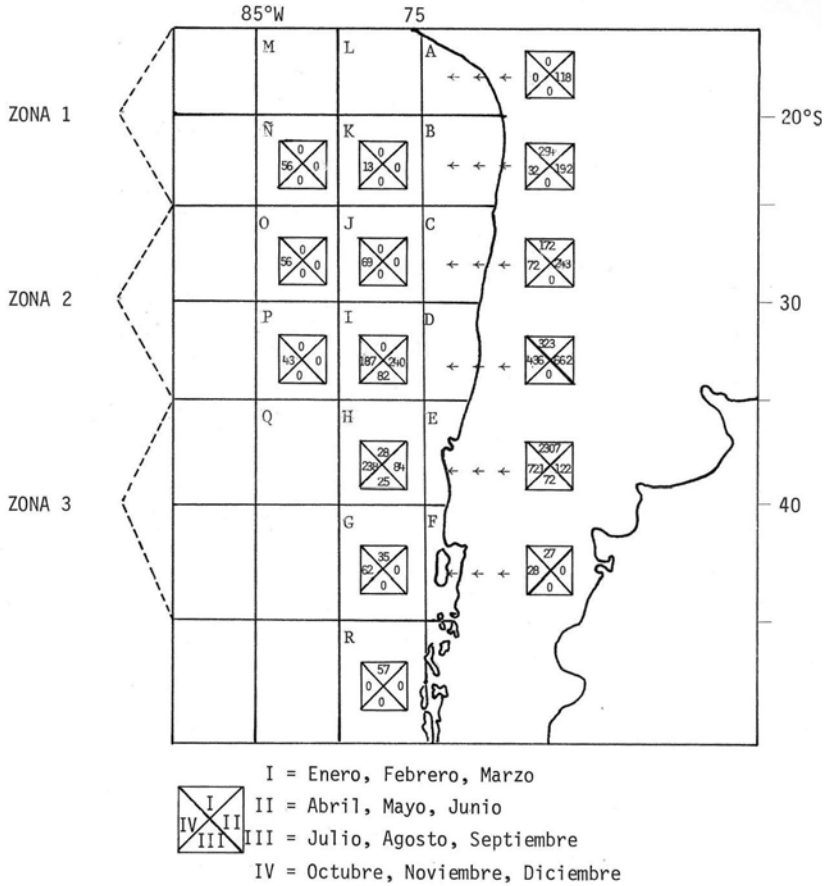 85°W 75
M L A
0
0 118
0
ZONA 1 20°S
Ñ K B
0 0 294
56 0 13 0 32 192
0 0 0
O J C
0 0 172
56 0 69 0 72 243
0 0 0
ZONA 2 30
P I D
0 323
43 0 187 240 436 662
0 82 0
Q H E
28 2307
238 84 721 122
25 72
ZONA 3 40
G F
35 27
62 0 28 0
0 0
R
57
0 0
0
I = Enero, Febrero, Marzo
I
II = Abril, Mayo, Junio
IV II
III
III = Julio, Agosto, Septiembre
IV = Octubre, Noviembre, Diciembre